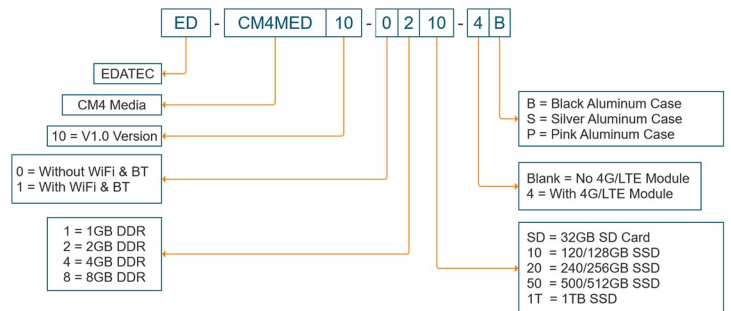 ED - CM4MED 10 - 0 2 10 - 4 B
EDATEC
CM4 Media
10 = V1.0 Version
0 = Without WiFi & BT
1 = With WiFi & BT
1 = 1GB DDR
2 = 2GB DDR
4 = 4GB DDR
8 = 8GB DDR
B = Black Aluminum Case
S = Silver Aluminum Case
P = Pink Aluminum Case
Blank = No 4G/LTE Module
4 = With 4G/LTE Module
SD = 32GB SD Card
10 = 120/128GB SSD
20 = 240/256GB SSD
50 = 500/512GB SSD
1T = 1TB SSD